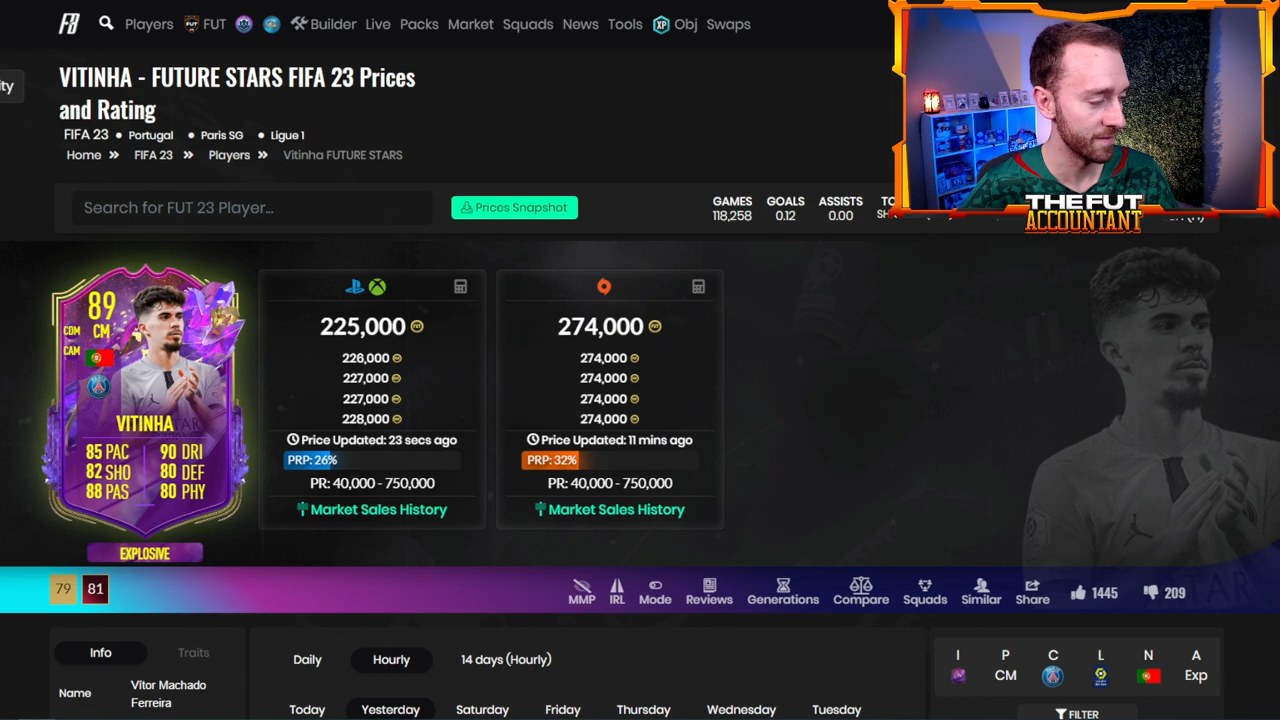 Players FUT Builder Live Packs Market Squads News Tools XP Obj Swaps
ty
VITINHA - FUTURE STARS FIFA 23 Prices
and Rating
FIFA 23 • Portugal • Paris SG • Ligue 1
Home » FIFA 23 » Players » Vitinha FUTURE STARS
Search for FUT 23 Player...
Prices Snapshot
GAMES GOALS ASSISTS
118,258 0.12 0.00
THE FUT
ACCOUNTANT
89
CDM CM
CAM
VITINHA
85 PAC 90 DRI
82 SHO 80 DEF
88 PAS 80 PHY
EXPLOSIVE
225,000
226,000
227,000
227,000
228,000
Price Updated: 23 secs ago
PRP: 26%
PR: 40,000 - 750,000
Market Sales History
274,000
274,000
274,000
274,000
274,000
Price Updated: 11 mins ago
PRP: 32%
PR: 40,000 - 750,000
Market Sales History
79 81
MMP IRL Mode Reviews Generations Compare Squads Similar Share 1445 209
Info Traits
Name Vítor Machado
Ferreira
Daily Hourly 14 days (Hourly)
Today Yesterday Saturday Friday Thursday Wednesday Tuesday
I P C L N A
CM Exp
FILTER